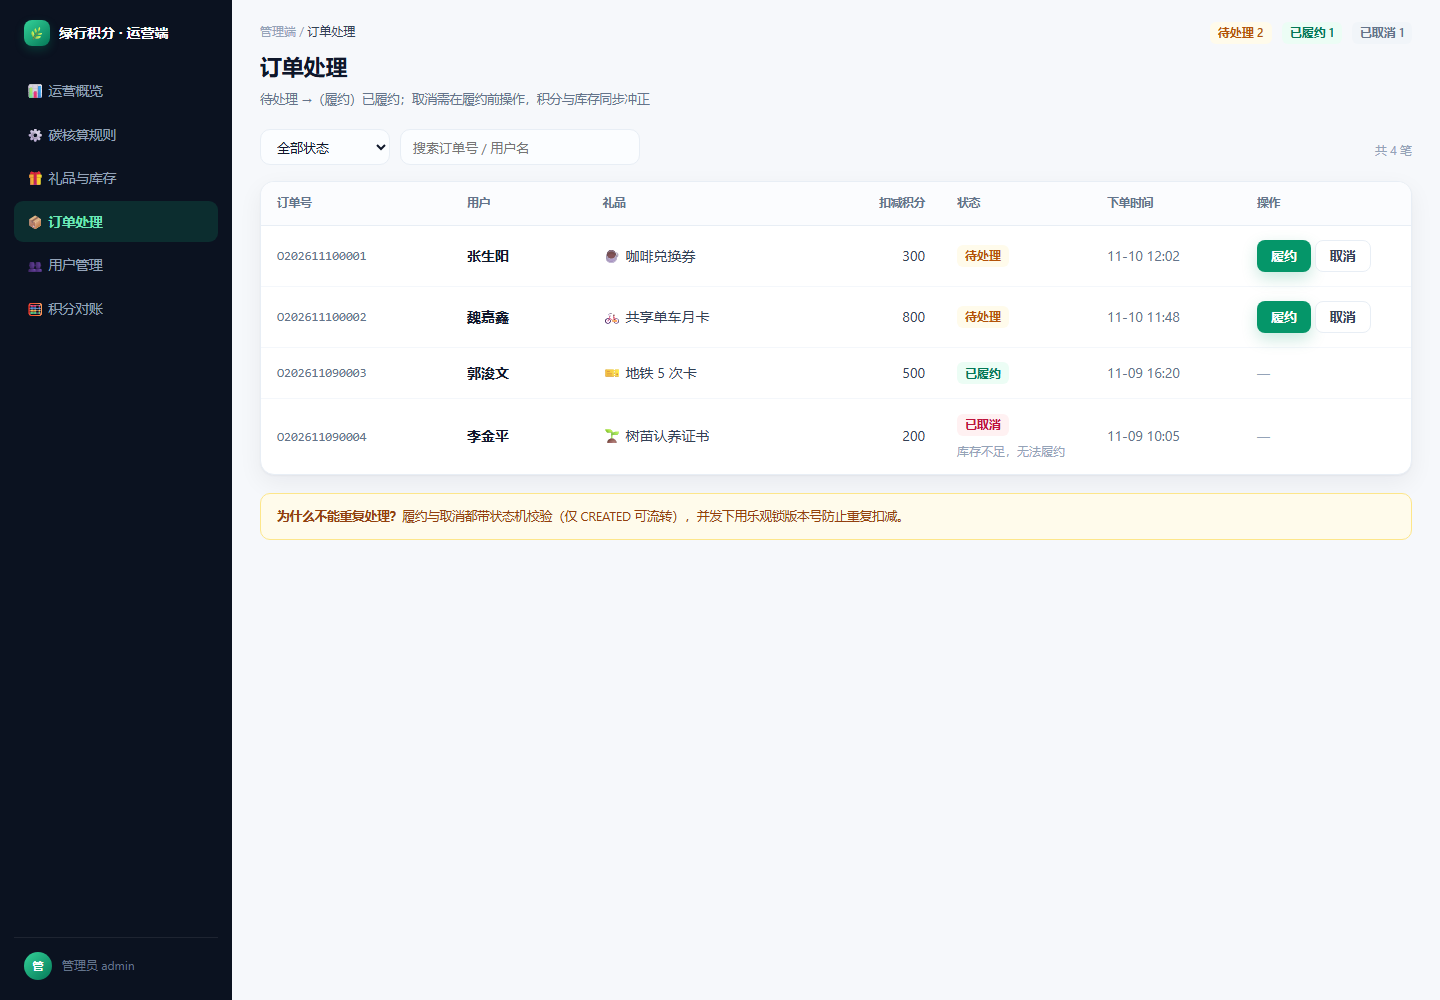 绿行积分 · 运营端
运营概览
碳核算规则
礼品与库存
订单处理
用户管理
积分对账
管 管理员 admin
管理端 / 订单处理
待处理 2 已履约 1 已取消 1
订单处理
待处理 →（履约）已履约；取消需在履约前操作，积分与库存同步冲正
全部状态 搜索订单号 / 用户名 共 4 笔
订单号 用户 礼品 扣减积分 状态 下单时间 操作
O202611100001 张生阳 咖啡兑换券 300 待处理 11-10 12:02 履约 取消
O202611100002 魏嘉鑫 共享单车月卡 800 待处理 11-10 11:48 履约 取消
O202611090003 郭浚文 地铁 5 次卡 500 已履约 11-09 16:20 —
O202611090004 李金平 树苗认养证书 200 已取消 11-09 10:05 —
库存不足，无法履约
为什么不能重复处理？履约与取消都带状态机校验（仅 CREATED 可流转），并发下用乐观锁版本号防止重复扣减。